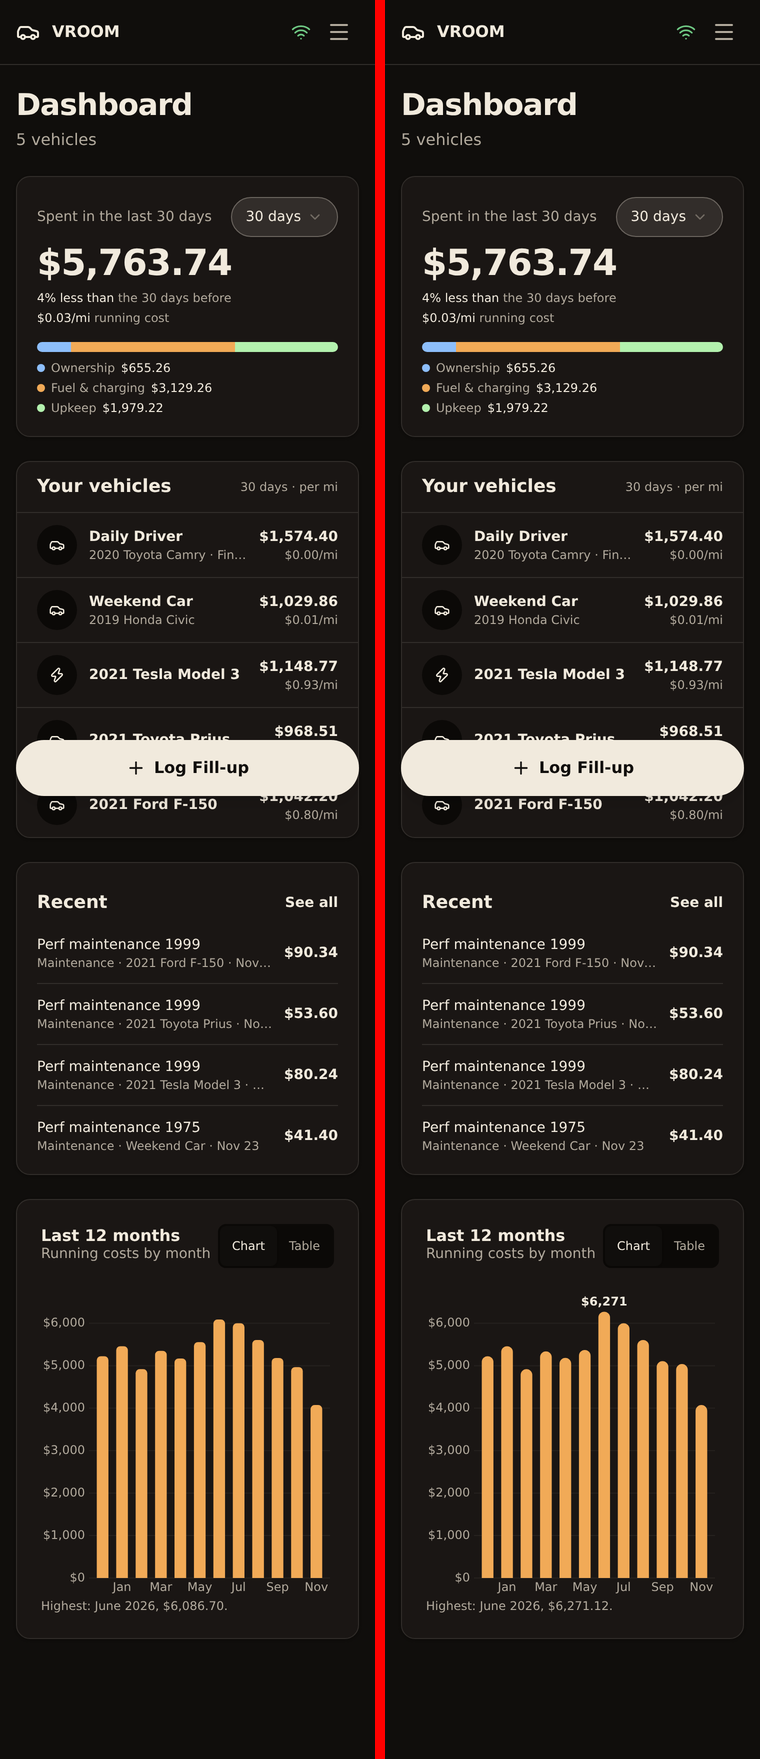 VROOM
Dashboard
5 vehicles
Spent in the last 30 days
30 days
$5,763.74
4% less than the 30 days before
$0.03/mi running cost
Ownership $655.26
Fuel & charging $3,129.26
Upkeep $1,979.22
Your vehicles
30 days · per mi
Daily Driver
$1,574.40
2020 Toyota Camry · Fin...
$0.00/mi
Weekend Car
$1,029.86
2019 Honda Civic
$0.01/mi
2021 Tesla Model 3
$1,148.77
$0.93/mi
2021 Toyota Prius
$968.51
+ Log Fill-up
2021 Ford F-150
$1,042.20
$0.80/mi
Recent
See all
Perf maintenance 1999
Maintenance · 2021 Ford F-150 · Nov...
$90.34
Perf maintenance 1999
Maintenance · 2021 Toyota Prius · No...
$53.60
Perf maintenance 1999
Maintenance · 2021 Tesla Model 3 · ...
$80.24
Perf maintenance 1975
Maintenance · Weekend Car · Nov 23
$41.40
Last 12 months
Running costs by month
Chart
Table
$6,000
$5,000
$4,000
$3,000
$2,000
$1,000
$0
Jan Mar May Jul Sep Nov
Highest: June 2026, $6,086.70.
VROOM
Dashboard
5 vehicles
Spent in the last 30 days
30 days
$5,763.74
4% less than the 30 days before
$0.03/mi running cost
Ownership $655.26
Fuel & charging $3,129.26
Upkeep $1,979.22
Your vehicles
30 days · per mi
Daily Driver
$1,574.40
2020 Toyota Camry · Fin...
$0.00/mi
Weekend Car
$1,029.86
2019 Honda Civic
$0.01/mi
2021 Tesla Model 3
$1,148.77
$0.93/mi
2021 Toyota Prius
$968.51
+ Log Fill-up
2021 Ford F-150
$1,042.20
$0.80/mi
Recent
See all
Perf maintenance 1999
Maintenance · 2021 Ford F-150 · Nov...
$90.34
Perf maintenance 1999
Maintenance · 2021 Toyota Prius · No...
$53.60
Perf maintenance 1999
Maintenance · 2021 Tesla Model 3 · ...
$80.24
Perf maintenance 1975
Maintenance · Weekend Car · Nov 23
$41.40
Last 12 months
Running costs by month
Chart
Table
$6,271
$6,000
$5,000
$4,000
$3,000
$2,000
$1,000
$0
Jan Mar May Jul Sep Nov
Highest: June 2026, $6,271.12.